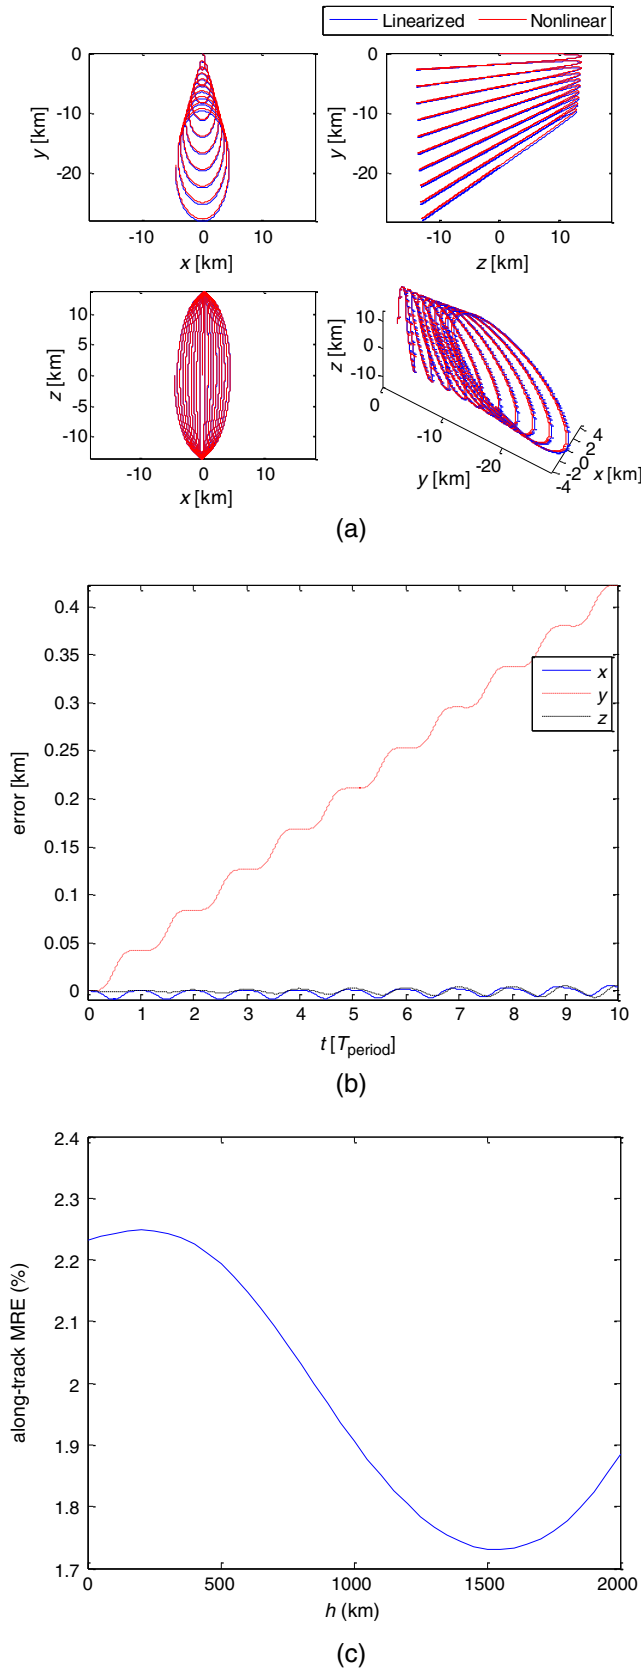 Linearized Nonlinear
0
-10
-20
y [km]
-10 0 10
x [km]
0
-10
-20
y [km]
-10 0 10
z [km]
10
5
0
-5
-10
z [km]
-10 0 10
x [km]
10
0
-10
z [km]
0
-10
-20
y [km]
4
2
0
-2
-4
x [km]
(a)
0.4
0.35
0.3
0.25
0.2
0.15
0.1
0.05
0
error [km]
x
y
z
0 1 2 3 4 5 6 7 8 9 10
t [Tperiod]
(b)
2.4
2.3
2.2
2.1
2
1.9
1.8
1.7
along-track MRE (%)
0 500 1000 1500 2000
h (km)
(c)